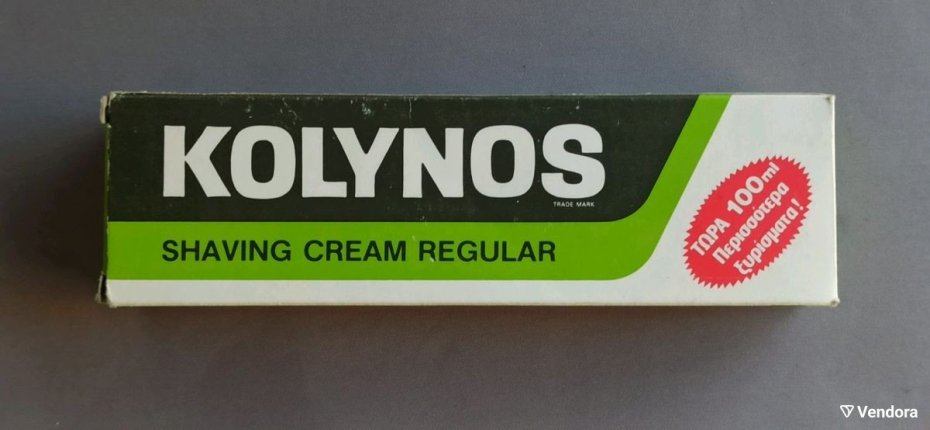 KOLYNOS
TRADE MARK
SHAVING CREAM REGULAR
ΤΩΡΑ 100ml
Περισσότερα
Ξυρίσματα!
Vendora